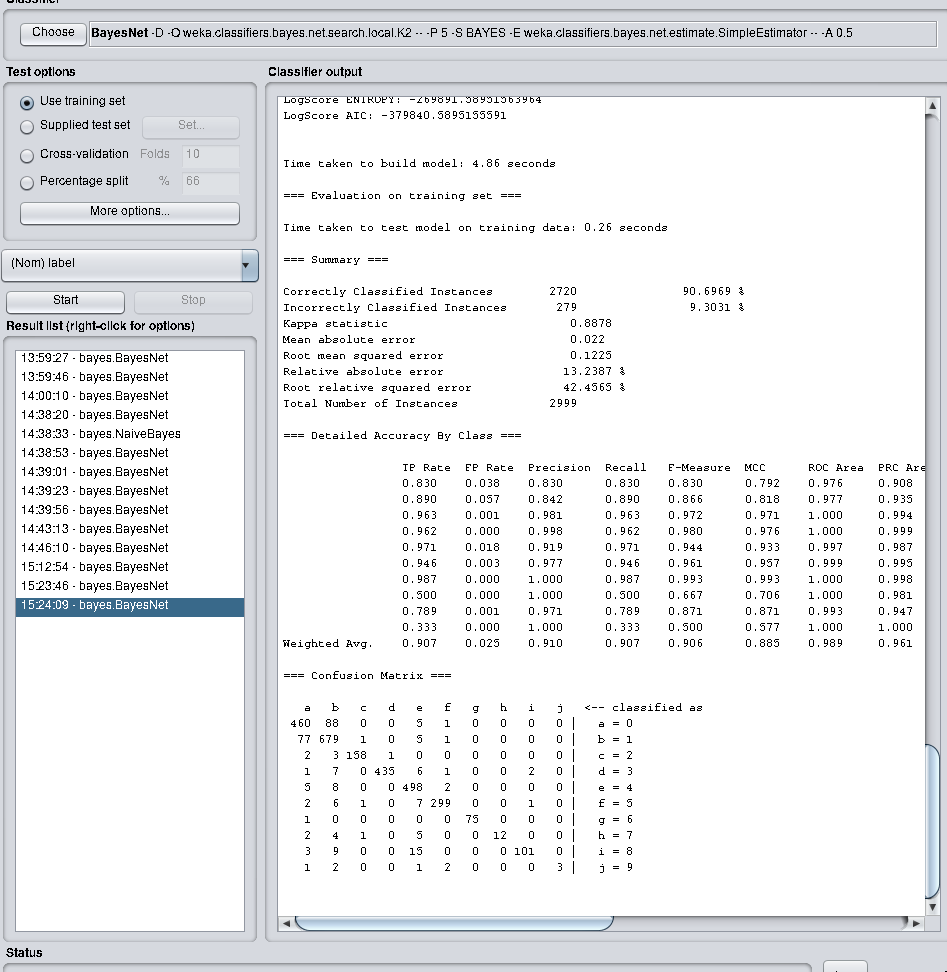 Classifier
Choose BayesNet -D -Q weka.classifiers.bayes.net.search.local.K2 -- -P 5 -S BAYES -E weka.classifiers.bayes.net.estimate.SimpleEstimator -- -A 0.5
Test options
Use training set
Supplied test set Set...
Cross-validation Folds 10
Percentage split % 66
More options...
(Nom) label
Start Stop
Result list (right-click for options)
13:59:27 - bayes.BayesNet
13:59:46 - bayes.BayesNet
14:00:10 - bayes.BayesNet
14:38:20 - bayes.BayesNet
14:38:33 - bayes.NaiveBayes
14:38:53 - bayes.BayesNet
14:39:01 - bayes.BayesNet
14:39:23 - bayes.BayesNet
14:39:56 - bayes.BayesNet
14:43:13 - bayes.BayesNet
14:46:10 - bayes.BayesNet
15:12:54 - bayes.BayesNet
15:23:46 - bayes.BayesNet
15:24:09 - bayes.BayesNet
Classifier output
LogScore ENTROPY: -269891.58951563964
LogScore AIC: -379840.5895155591
Time taken to build model: 4.86 seconds
=== Evaluation on training set ===
Time taken to test model on training data: 0.26 seconds
=== Summary ===
Correctly Classified Instances 2720 90.6969 %
Incorrectly Classified Instances 279 9.3031 %
Kappa statistic 0.8878
Mean absolute error 0.022
Root mean squared error 0.1225
Relative absolute error 13.2387 %
Root relative squared error 42.4565 %
Total Number of Instances 2999
=== Detailed Accuracy By Class ===
TP Rate FP Rate Precision Recall F-Measure MCC ROC Area PRC Are
0.830 0.038 0.830 0.830 0.830 0.792 0.976 0.908
0.890 0.057 0.842 0.890 0.866 0.818 0.977 0.935
0.963 0.001 0.981 0.963 0.972 0.971 1.000 0.994
0.962 0.000 0.998 0.962 0.980 0.976 1.000 0.999
0.971 0.018 0.919 0.971 0.944 0.933 0.997 0.987
0.946 0.003 0.977 0.946 0.961 0.957 0.999 0.995
0.987 0.000 1.000 0.987 0.993 0.993 1.000 0.998
0.500 0.000 1.000 0.500 0.667 0.706 1.000 0.981
0.789 0.001 0.971 0.789 0.871 0.871 0.993 0.947
0.333 0.000 1.000 0.333 0.500 0.577 1.000 1.000
Weighted Avg. 0.907 0.025 0.910 0.907 0.906 0.885 0.989 0.961
=== Confusion Matrix ===
a b c d e f g h i j <-- classified as
460 88 0 0 5 1 0 0 0 0 | a = 0
77 679 1 0 5 1 0 0 0 0 | b = 1
2 3 158 1 0 0 0 0 0 0 | c = 2
1 7 0 435 6 1 0 0 2 0 | d = 3
5 8 0 0 498 2 0 0 0 0 | e = 4
2 6 1 0 7 299 0 0 1 0 | f = 5
1 0 0 0 0 0 75 0 0 0 | g = 6
2 4 1 0 5 0 0 12 0 0 | h = 7
3 9 0 0 15 0 0 0 101 0 | i = 8
1 2 0 0 1 2 0 0 0 3 | j = 9
Status